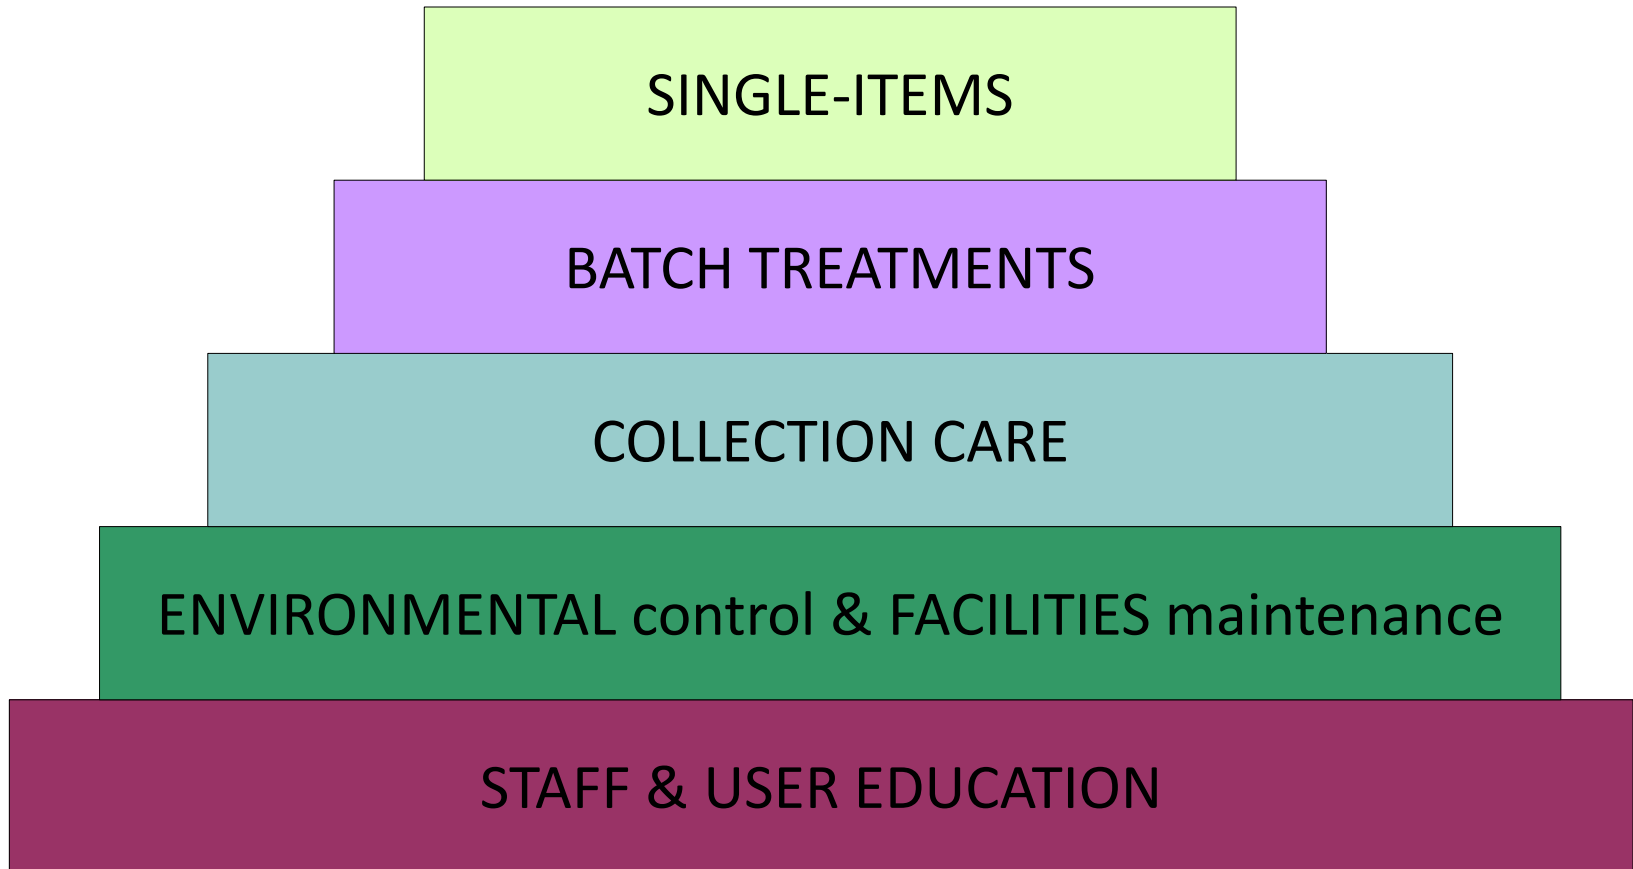 SINGLE-ITEMS
BATCH TREATMENTS
COLLECTION CARE
ENVIRONMENTAL control & FACILITIES maintenance
STAFF & USER EDUCATION